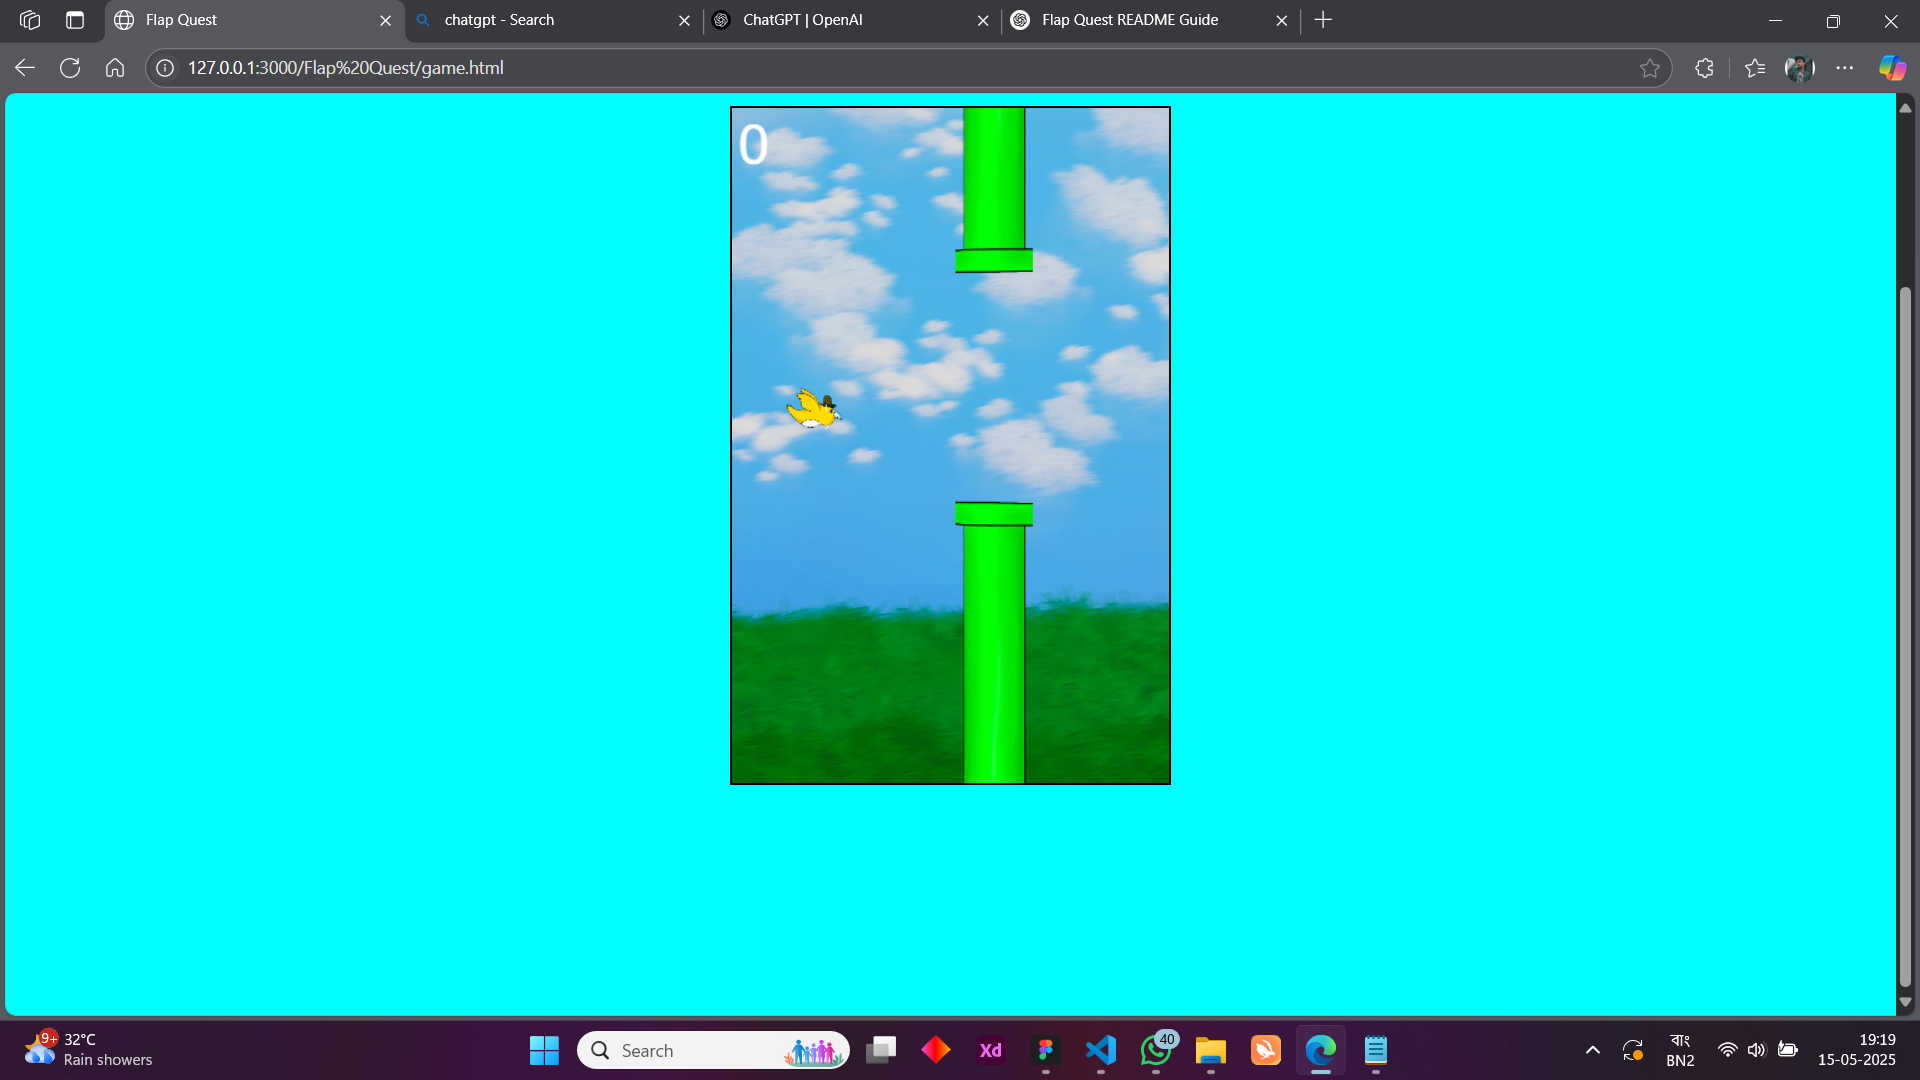 Flap Quest
chatgpt - Search
ChatGPT | OpenAI
Flap Quest README Guide
127.0.0.1:3000/Flap%20Quest/game.html
0
9+
32°C
Rain showers
Search
Xd
40
বাং
BN2
19:19
15-05-2025